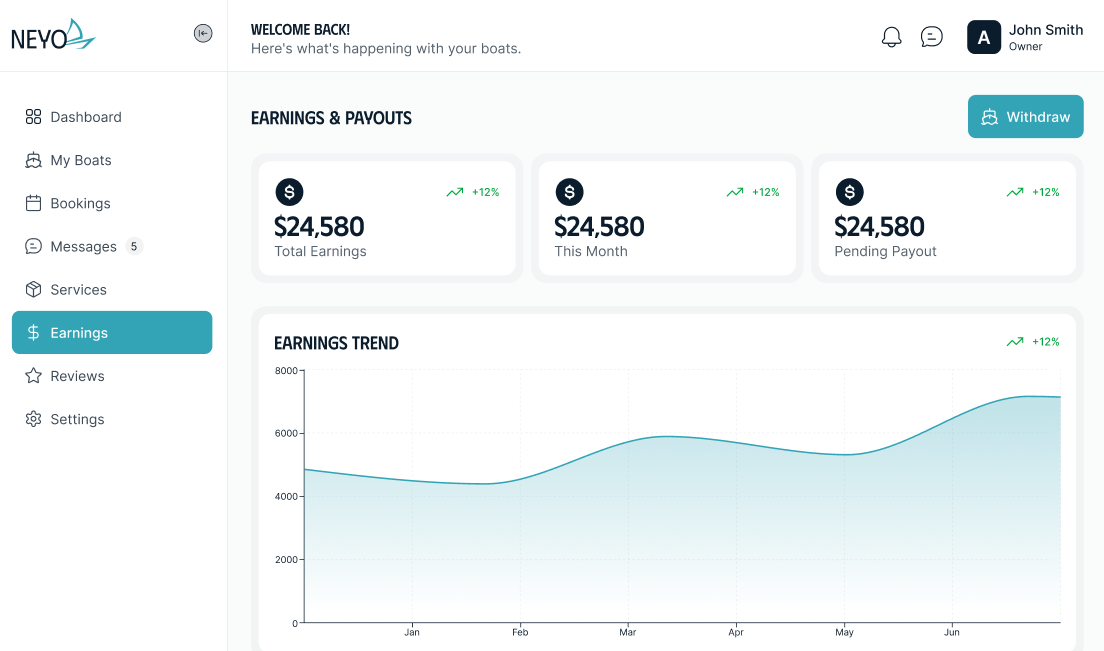 NEYO
WELCOME BACK!
Here's what's happening with your boats.
A
John Smith
Owner
Dashboard
My Boats
Bookings
Messages 5
Services
Earnings
Reviews
Settings
EARNINGS & PAYOUTS
Withdraw
$
+12%
$24,580
Total Earnings
$
+12%
$24,580
This Month
$
+12%
$24,580
Pending Payout
EARNINGS TREND
+12%
8000
6000
4000
2000
0
Jan Feb Mar Apr May Jun